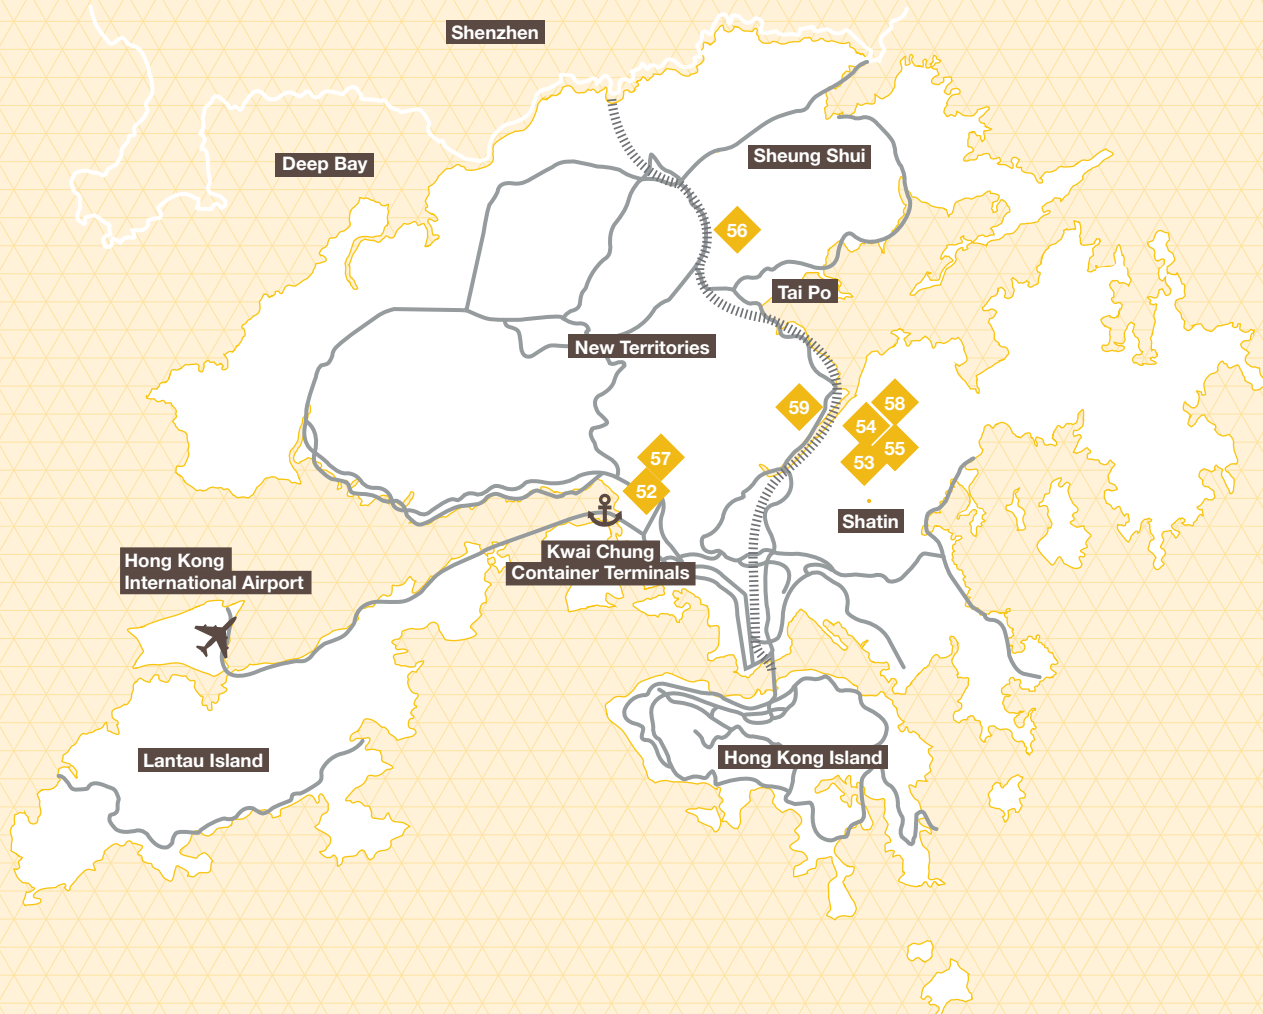 Shenzhen
Deep Bay
Sheung Shui
56
Tai Po
New Territories
59
58
54
55
53
57
52
Shatin
Kwai Chung
Container Terminals
Hong Kong
International Airport
Lantau Island
Hong Kong Island